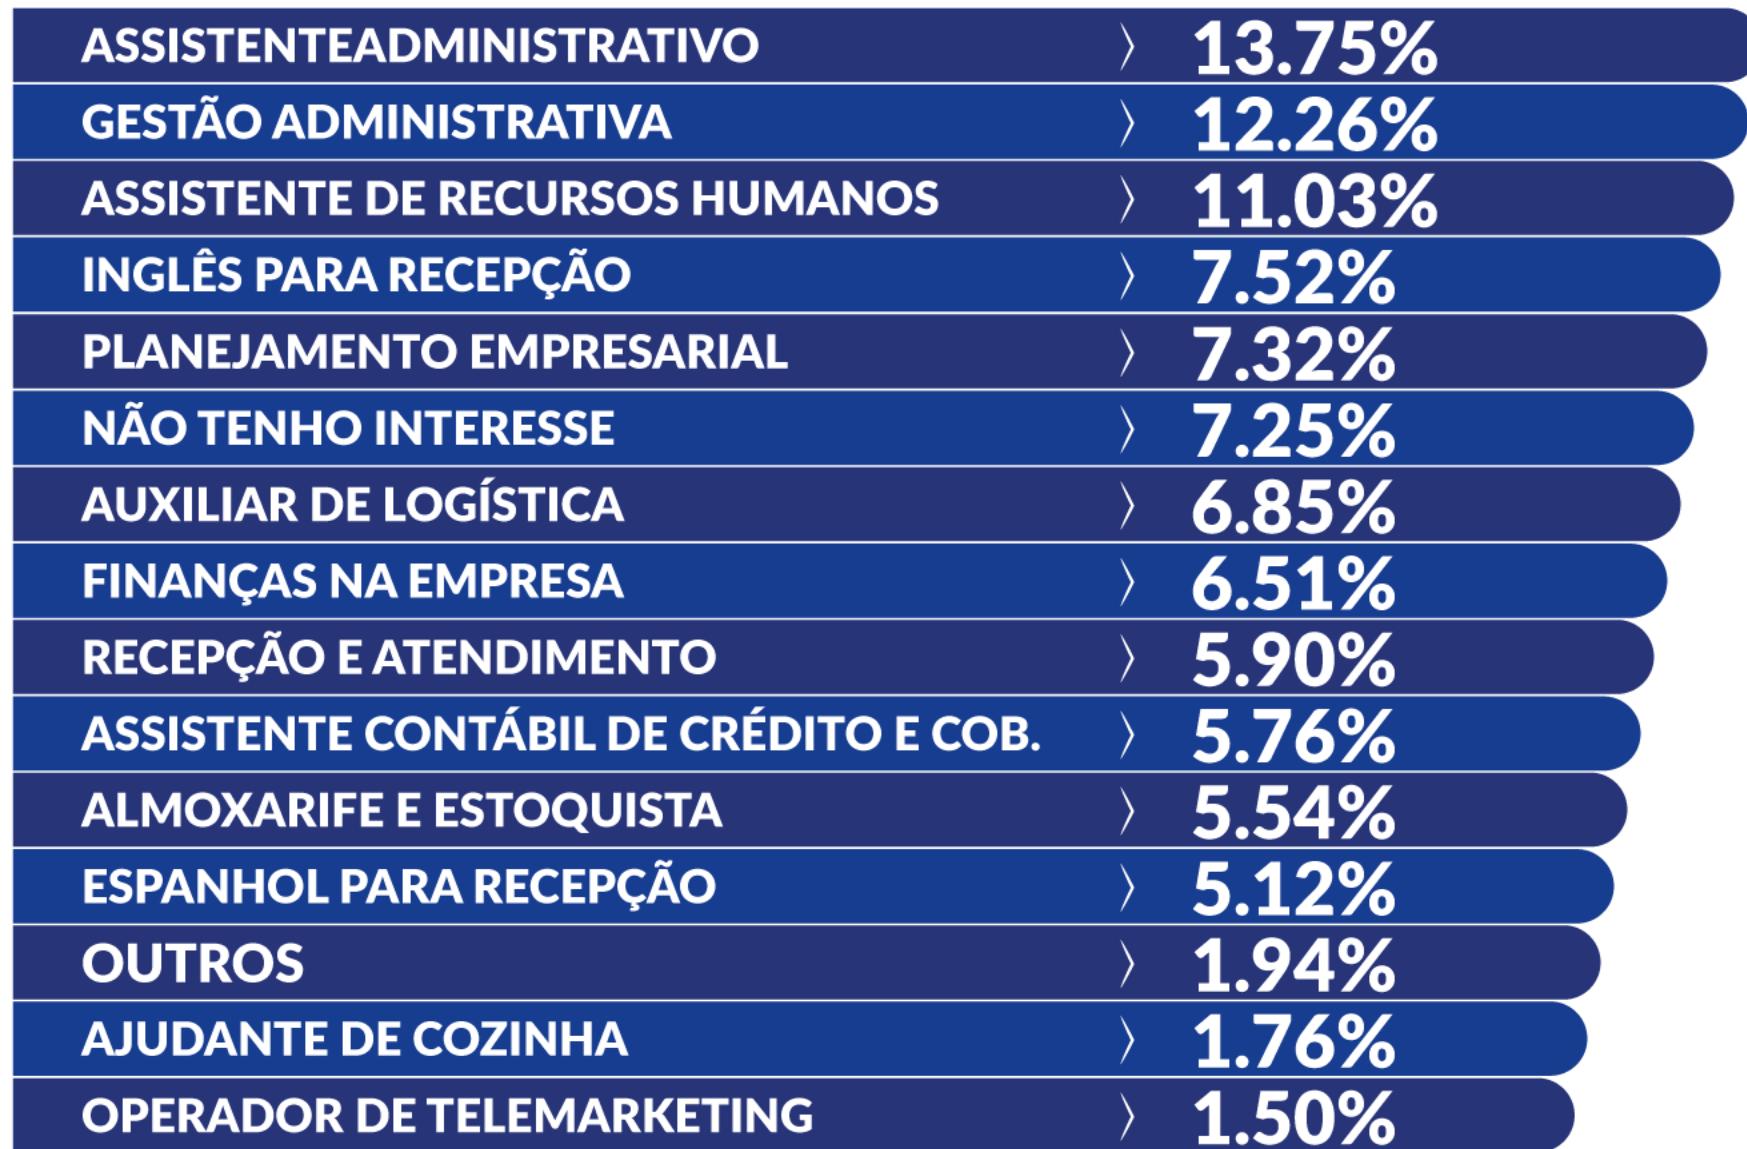 ASSISTENTEADMINISTRATIVO 〉 13.75%
GESTÃO ADMINISTRATIVA 〉 12.26%
ASSISTENTE DE RECURSOS HUMANOS 〉 11.03%
INGLÊS PARA RECEPÇÃO 〉 7.52%
PLANEJAMENTO EMPRESARIAL 〉 7.32%
NÃO TENHO INTERESSE 〉 7.25%
AUXILIAR DE LOGÍSTICA 〉 6.85%
FINANÇAS NA EMPRESA 〉 6.51%
RECEPÇÃO E ATENDIMENTO 〉 5.90%
ASSISTENTE CONTÁBIL DE CRÉDITO E COB. 〉 5.76%
ALMOXARIFE E ESTOQUISTA 〉 5.54%
ESPANHOL PARA RECEPÇÃO 〉 5.12%
OUTROS 〉 1.94%
AJUDANTE DE COZINHA 〉 1.76%
OPERADOR DE TELEMARKETING 〉 1.50%